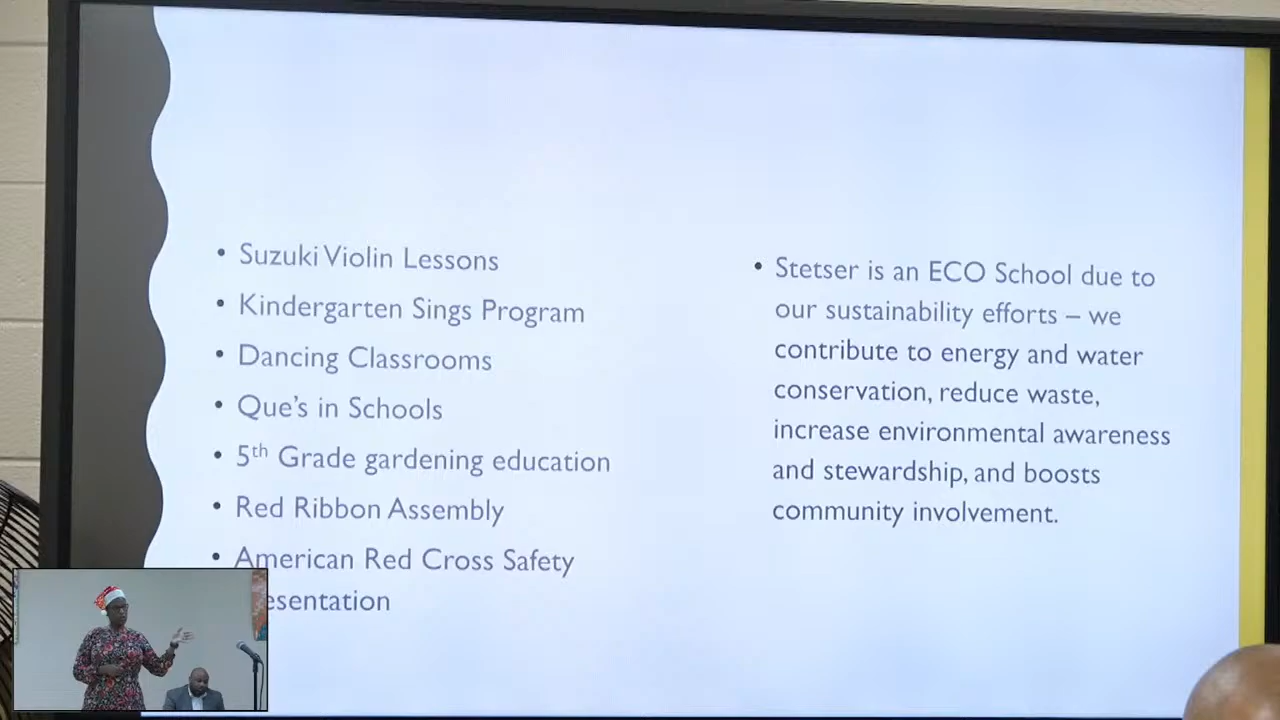 • Suzuki Violin Lessons
• Kindergarten Sings Program
• Dancing Classrooms
• Que's in Schools
• 5th Grade gardening education
• Red Ribbon Assembly
• American Red Cross Safety
esentation
• Stetser is an ECO School due to
our sustainability efforts – we
contribute to energy and water
conservation, reduce waste,
increase environmental awareness
and stewardship, and boosts
community involvement.